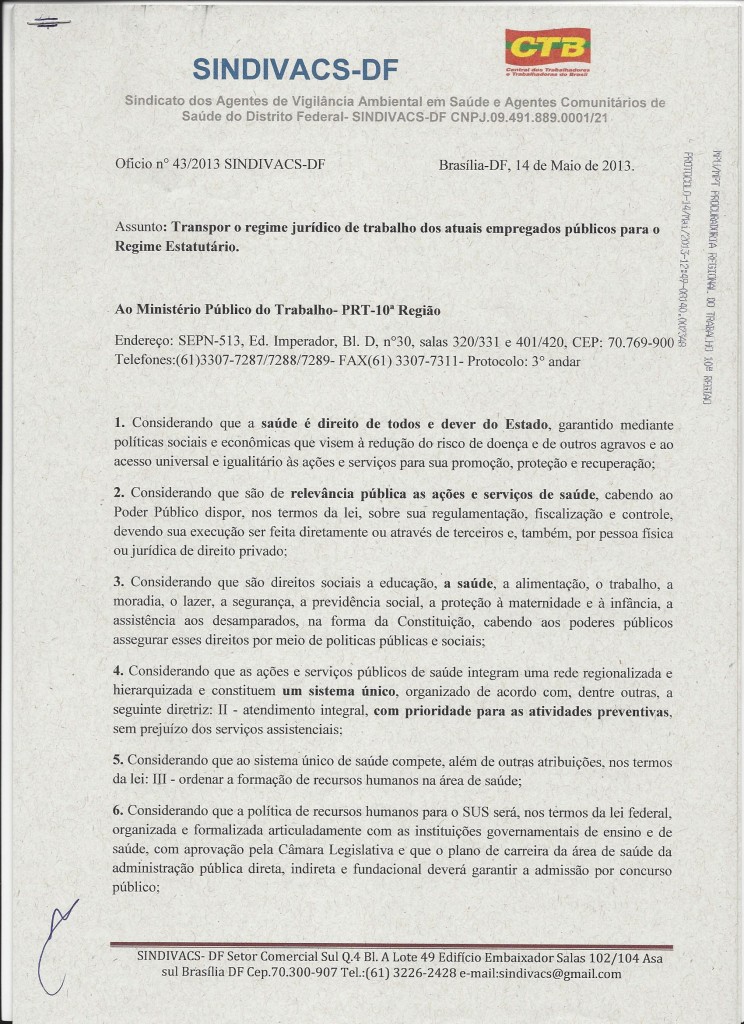 CTB
Central dos Trabalhadores
e Trabalhadoras do Brasil
SINDIVACS-DF
Sindicato dos Agentes de Vigilância Ambiental em Saúde e Agentes Comunitários de
Saúde do Distrito Federal- SINDIVACS-DF CNPJ.09.491.889.0001/21
Oficio n° 43/2013 SINDIVACS-DF Brasília-DF, 14 de Maio de 2013.
MPU/MPT PROCURADORIA REGIONAL DO TRABALHO 10ª REGIAO
PROTOCOLO-14/Mai/2013-12:49-00140.
Assunto: Transpor o regime jurídico de trabalho dos atuais empregados públicos para o
Regime Estatutário.
Ao Ministério Público do Trabalho- PRT-10ª Região
Endereço: SEPN-513, Ed. Imperador, Bl. D, n°30, salas 320/331 e 401/420, CEP: 70.769-900
Telefones:(61)3307-7287/7288/7289- FAX(61) 3307-7311- Protocolo: 3° andar
1. Considerando que a saúde é direito de todos e dever do Estado, garantido mediante
políticas sociais e econômicas que visem à redução do risco de doença e de outros agravos e ao
acesso universal e igualitário às ações e serviços para sua promoção, proteção e recuperação;
2. Considerando que são de relevância pública as ações e serviços de saúde, cabendo ao
Poder Público dispor, nos termos da lei, sobre sua regulamentação, fiscalização e controle,
devendo sua execução ser feita diretamente ou através de terceiros e, também, por pessoa física
ou jurídica de direito privado;
3. Considerando que são direitos sociais a educação, a saúde, a alimentação, o trabalho, a
moradia, o lazer, a segurança, a previdência social, a proteção à maternidade e à infância, a
assistência aos desamparados, na forma da Constituição, cabendo aos poderes públicos
assegurar esses direitos por meio de politicas públicas e sociais;
4. Considerando que as ações e serviços públicos de saúde integram uma rede regionalizada e
hierarquizada e constituem um sistema único, organizado de acordo com, dentre outras, a
seguinte diretriz: II - atendimento integral, com prioridade para as atividades preventivas,
sem prejuízo dos serviços assistenciais;
5. Considerando que ao sistema único de saúde compete, além de outras atribuições, nos termos
da lei: III - ordenar a formação de recursos humanos na área de saúde;
6. Considerando que a política de recursos humanos para o SUS será, nos termos da lei federal,
organizada e formalizada articuladamente com as instituições governamentais de ensino e de
saúde, com aprovação pela Câmara Legislativa e que o plano de carreira da área de saúde da
administração pública direta, indireta e fundacional deverá garantir a admissão por concurso
público;
SINDIVACS- DF Setor Comercial Sul Q.4 Bl. A Lote 49 Edifício Embaixador Salas 102/104 Asa
sul Brasília DF Cep.70.300-907 Tel.:(61) 3226-2428 e-mail:sindivacs@gmail.com